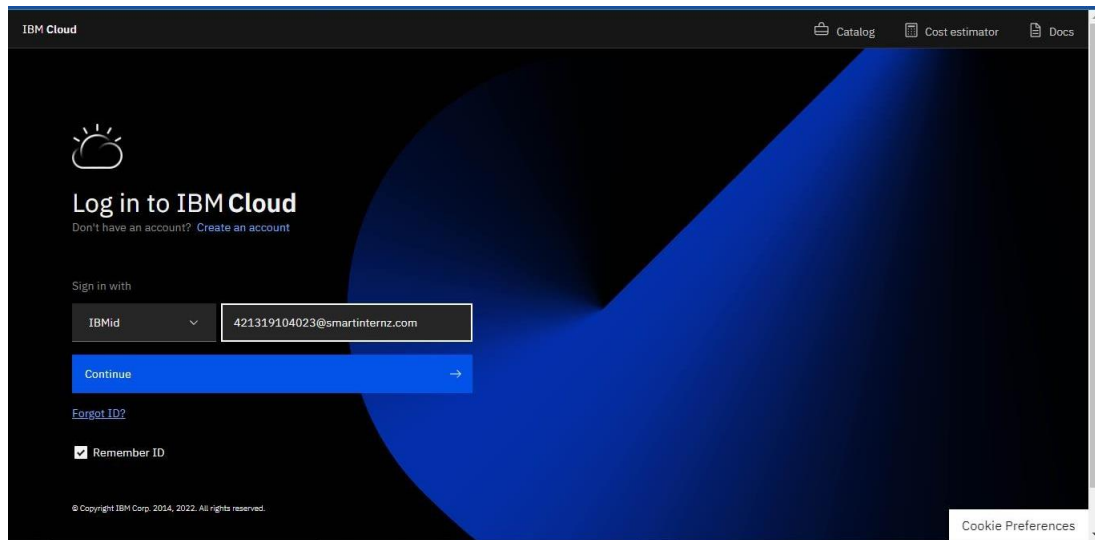 IBM Cloud
Catalog
Cost estimator
Docs
Log in to IBM Cloud
Don't have an account? Create an account
Sign in with
IBMid
421319104023@smartinternz.com
Continue
Forgot ID?
Remember ID
© Copyright IBM Corp. 2014, 2022. All rights reserved.
Cookie Preferences